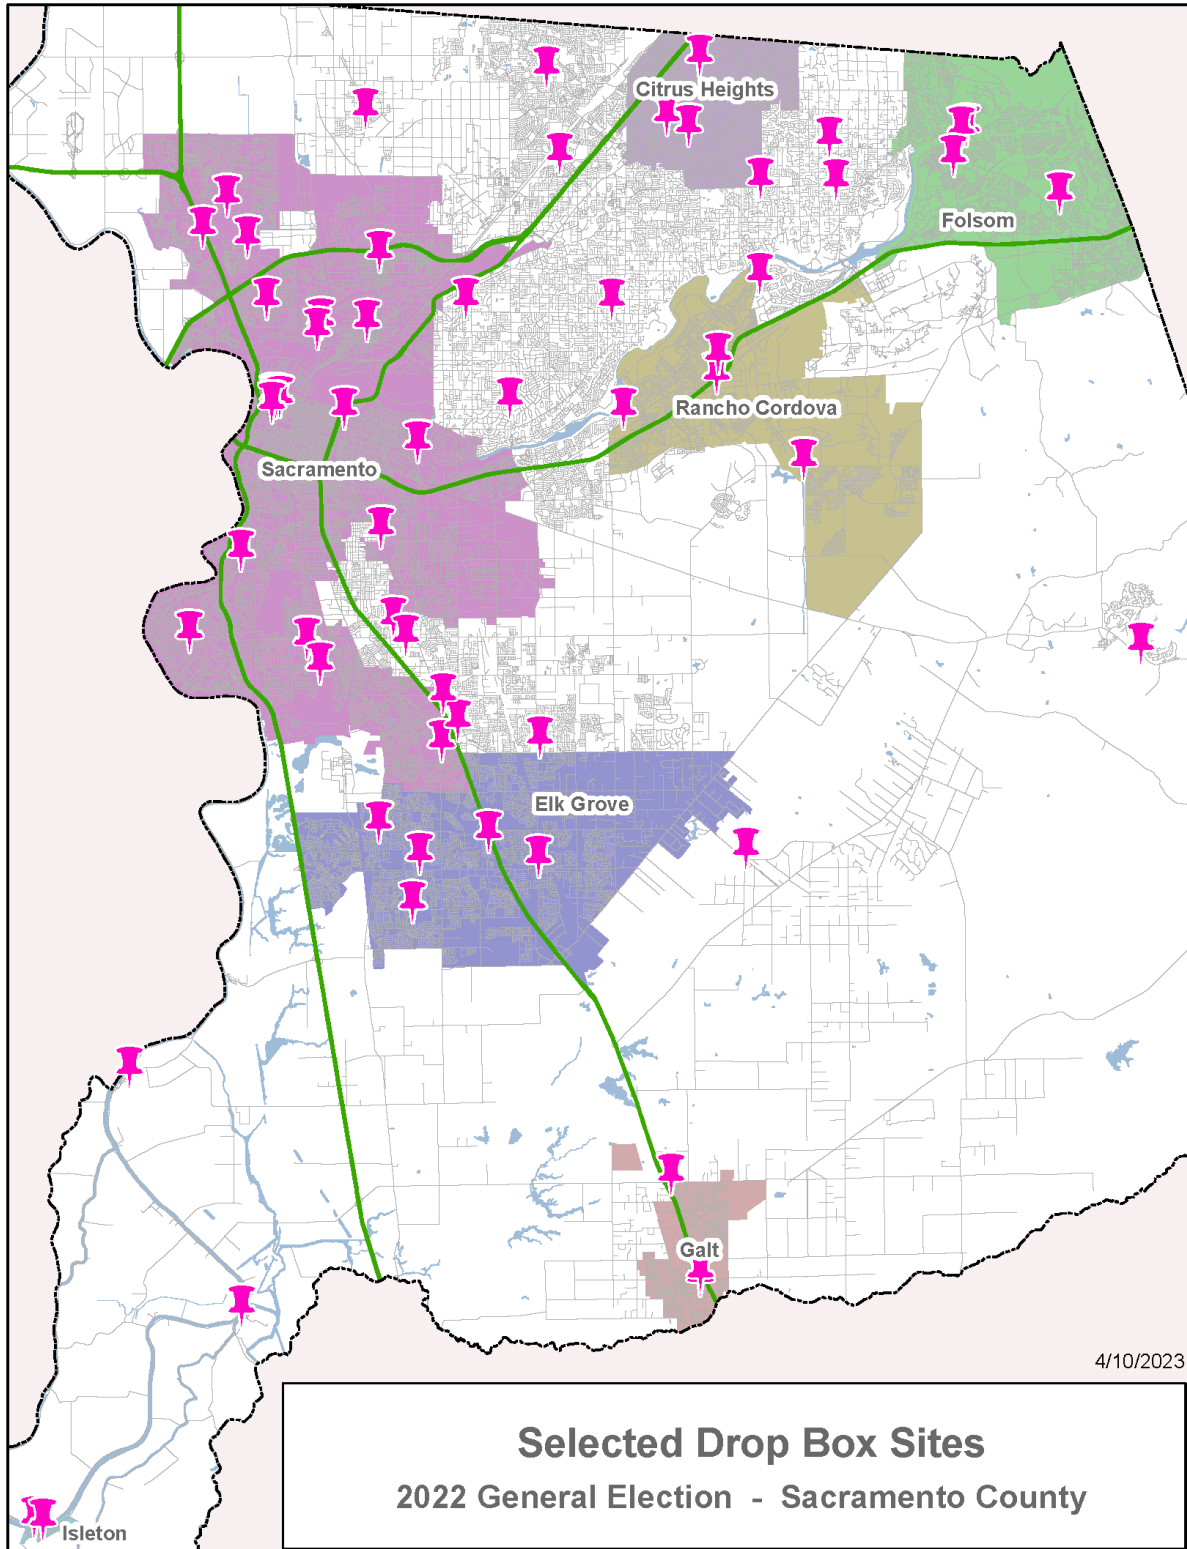 Citrus Heights
Folsom
Rancho Cordova
Sacramento
Elk Grove
Galt
4/10/2023
Selected Drop Box Sites
2022 General Election - Sacramento County
Isleton